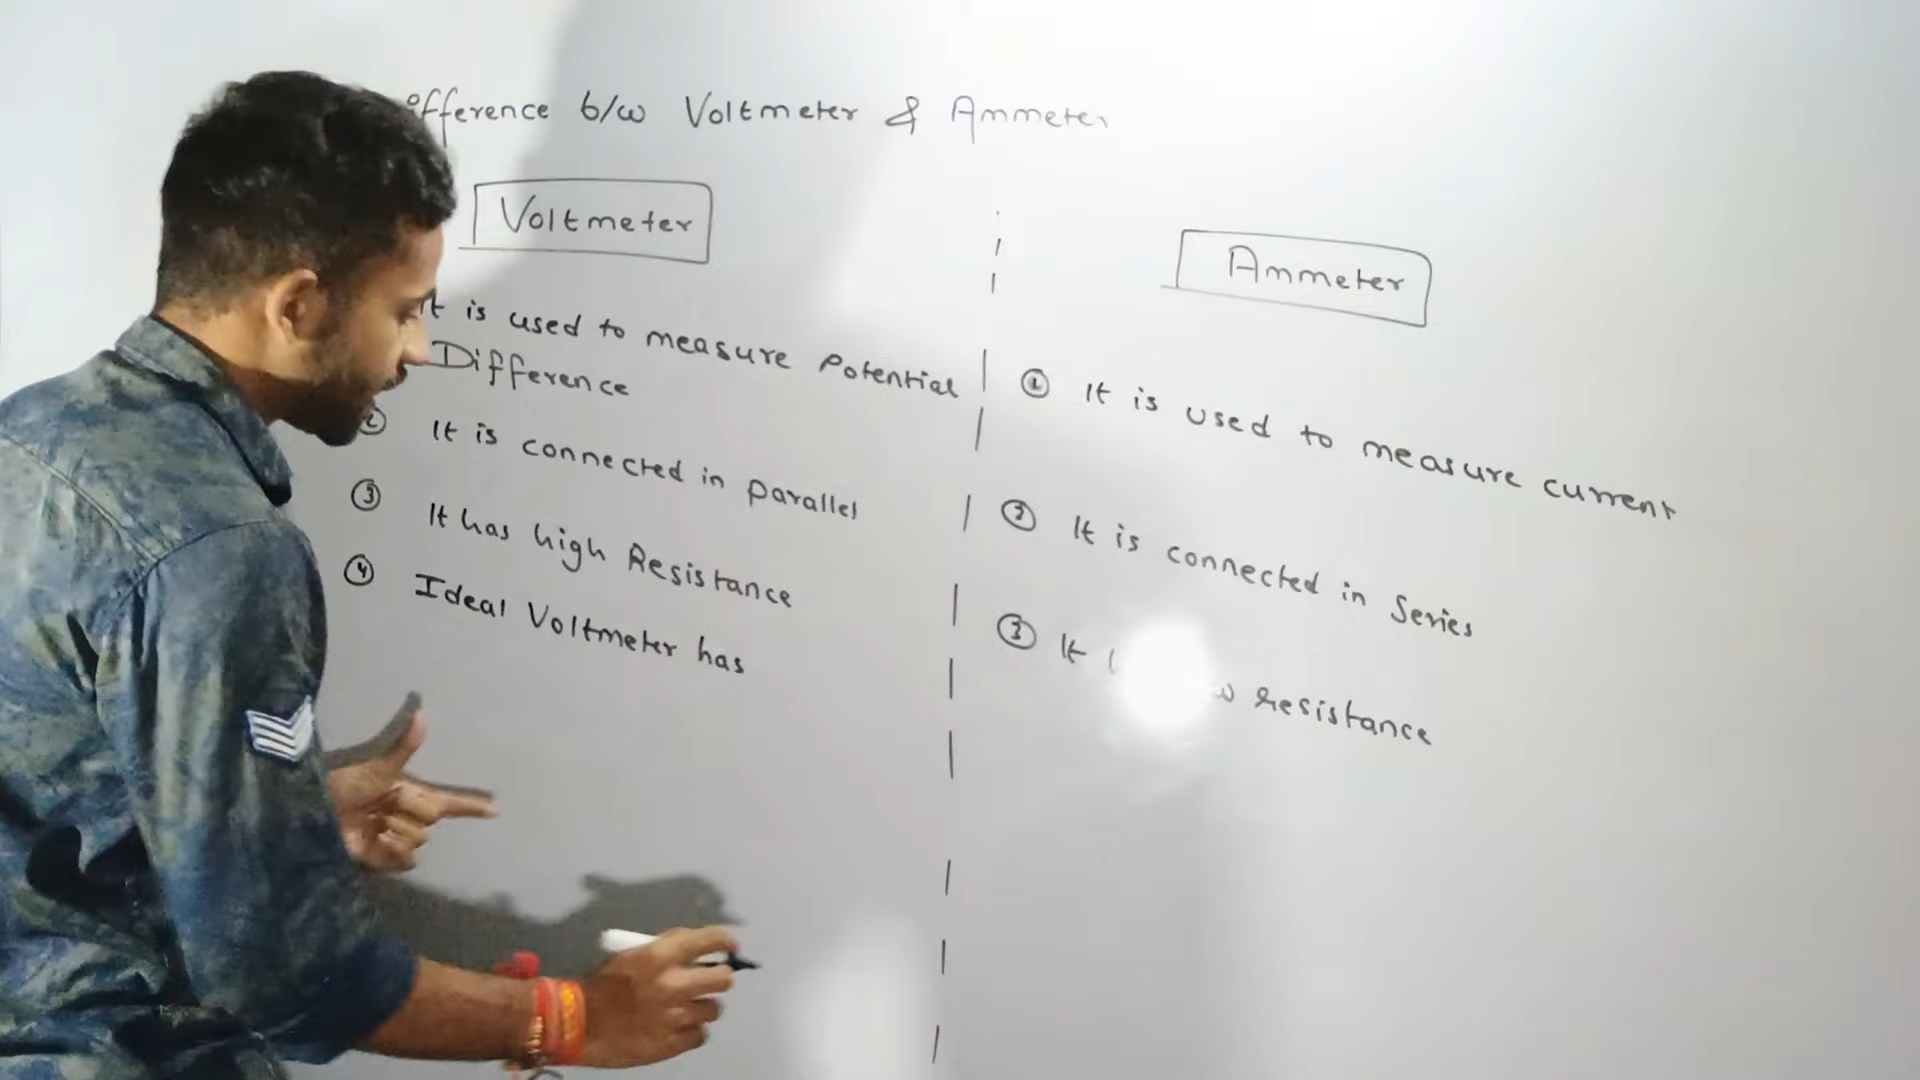 ifference b/w Voltmeter & Ammeter
Voltmeter
It is used to measure Potential
Difference
② It is connected in parallel
③ It has high Resistance
④ Ideal Voltmeter has
Ammeter
① It is used to measure current
② It is connected in Series
③ It resistance